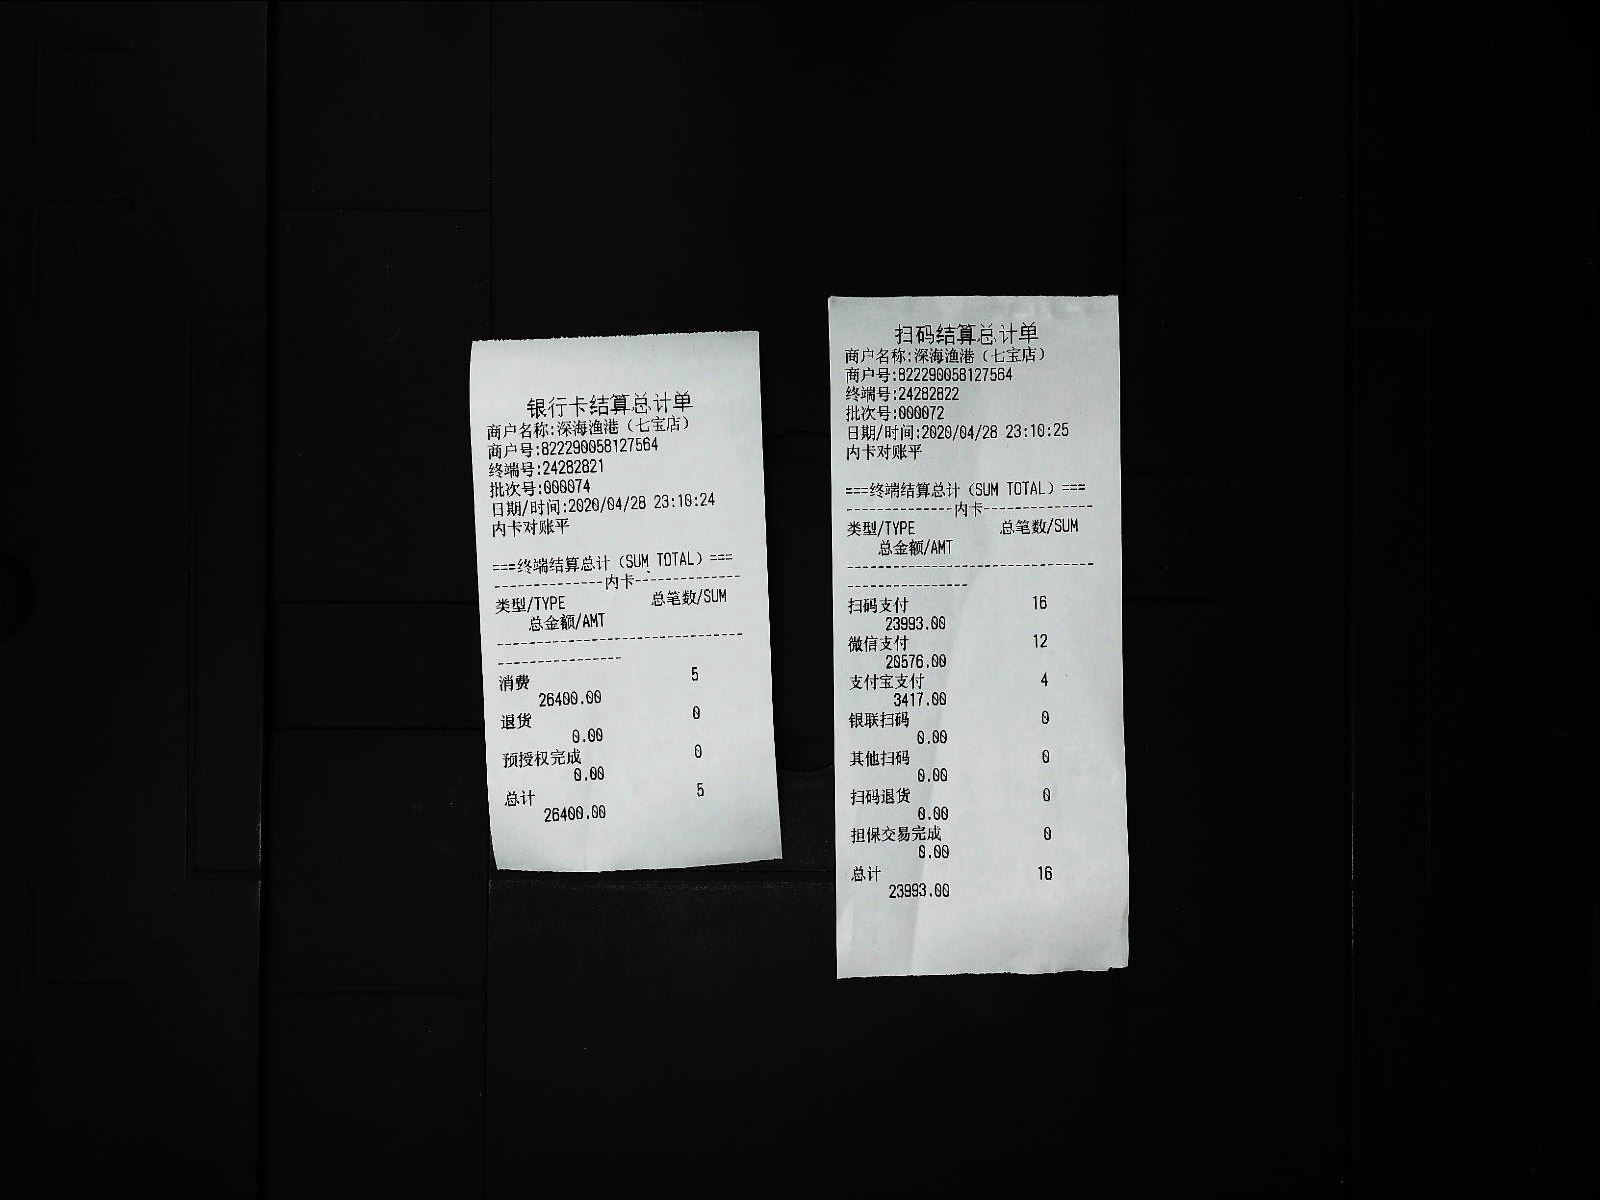 银行卡结算总计单
商户名称:深海渔港（七宝店）
商户号:822290058127564
终端号:24282821
批次号:000074
日期/时间:2020/04/28 23:10:24
内卡对账平
===终端结算总计（SUM TOTAL）===
--------------内卡--------------
类型/TYPE 总笔数/SUM
总金额/AMT
--------------------------------
----------------
消费 5
26400.00
退货 0
0.00
预授权完成 0
0.00
总计 5
26400.00
扫码结算总计单
商户名称:深海渔港（七宝店）
商户号:822290058127564
终端号:24282822
批次号:000072
日期/时间:2020/04/28 23:10:25
内卡对账平
===终端结算总计（SUM TOTAL）===
--------------内卡--------------
类型/TYPE 总笔数/SUM
总金额/AMT
--------------------------------
----------------
扫码支付 16
23993.00
微信支付 12
20576.00
支付宝支付 4
3417.00
银联扫码 0
0.00
其他扫码 0
0.00
扫码退货 0
0.00
担保交易完成 0
0.00
总计 16
23993.00